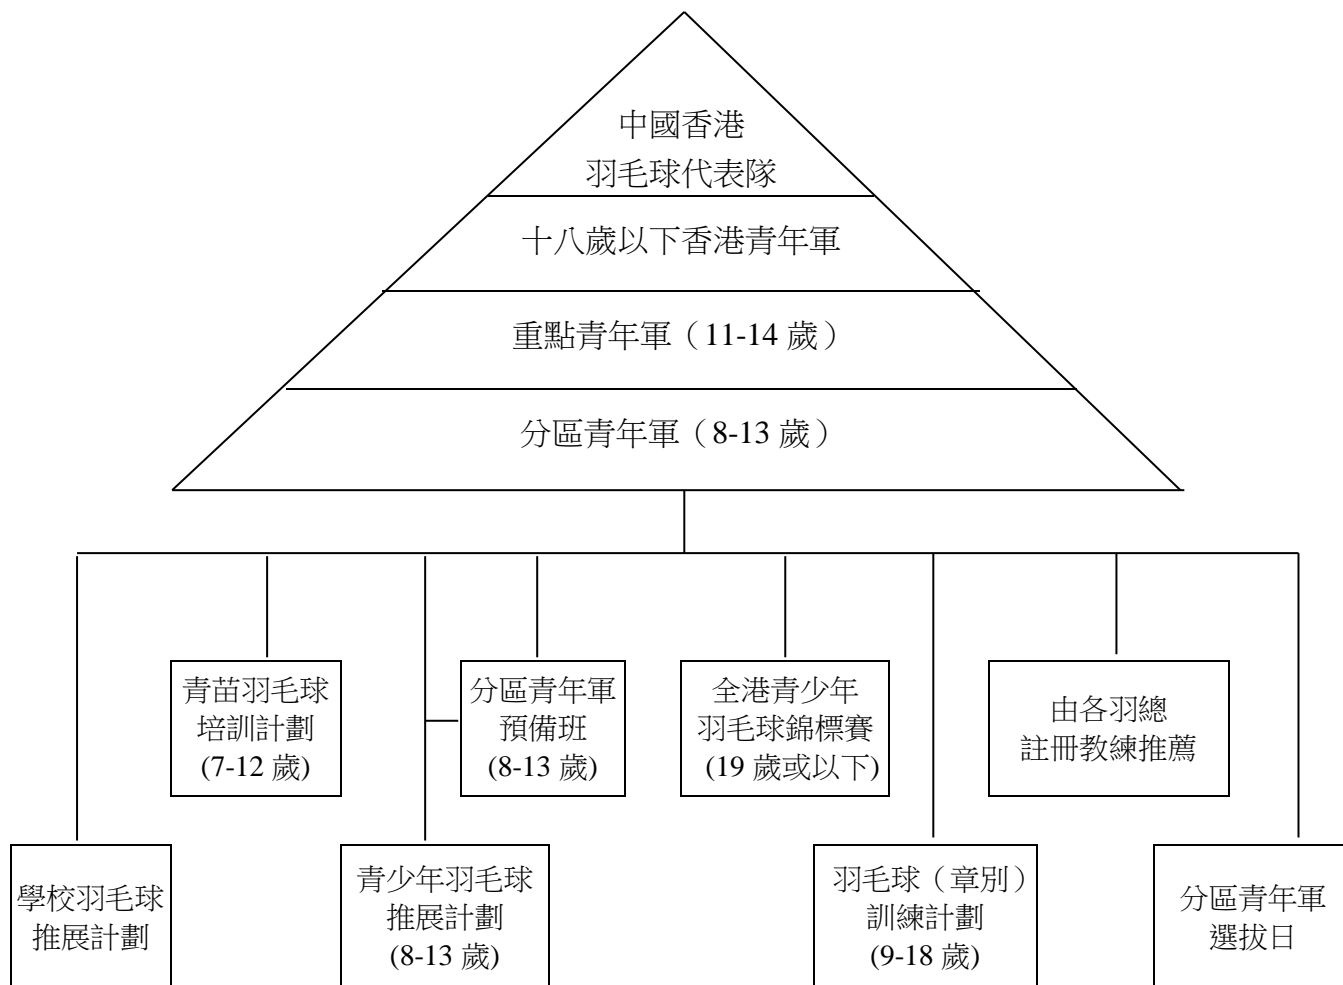 中國香港
羽毛球代表隊
十八歲以下香港青年軍
重點青年軍（11-14 歲）
分區青年軍（8-13 歲）
青苗羽毛球
培訓計劃
(7-12 歲)
分區青年軍
預備班
(8-13 歲)
全港青少年
羽毛球錦標賽
(19 歲或以下)
由各羽總
註冊教練推薦
學校羽毛球
推展計劃
青少年羽毛球
推展計劃
(8-13 歲)
羽毛球（章別）
訓練計劃
(9-18 歲)
分區青年軍
選拔日